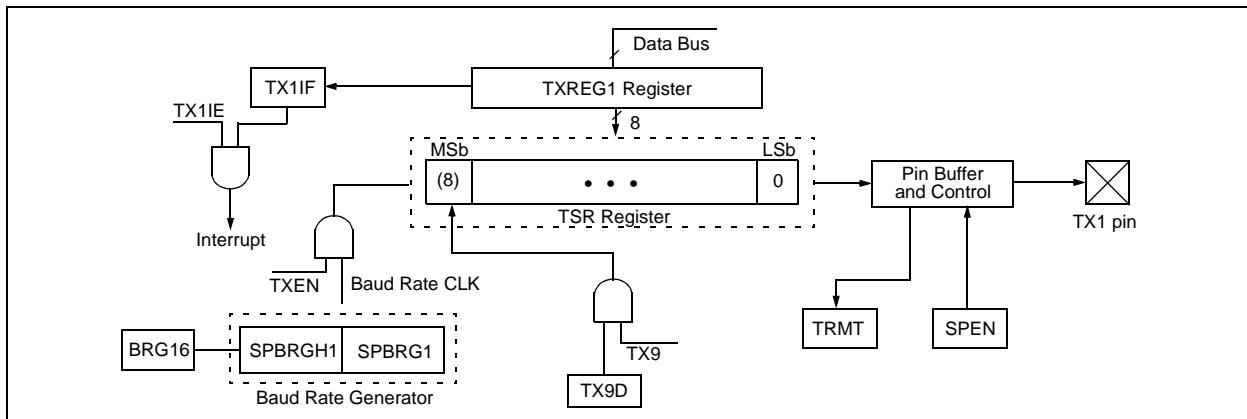 Data Bus
TX1IF
TXREG1 Register
TX1IE
8
MSb
LSb
(8)
• • •
0
Pin Buffer
and Control
TSR Register
TX1 pin
Interrupt
TXEN
Baud Rate CLK
TRMT
SPEN
BRG16
SPBRGH1
SPBRG1
TX9
TX9D
Baud Rate Generator